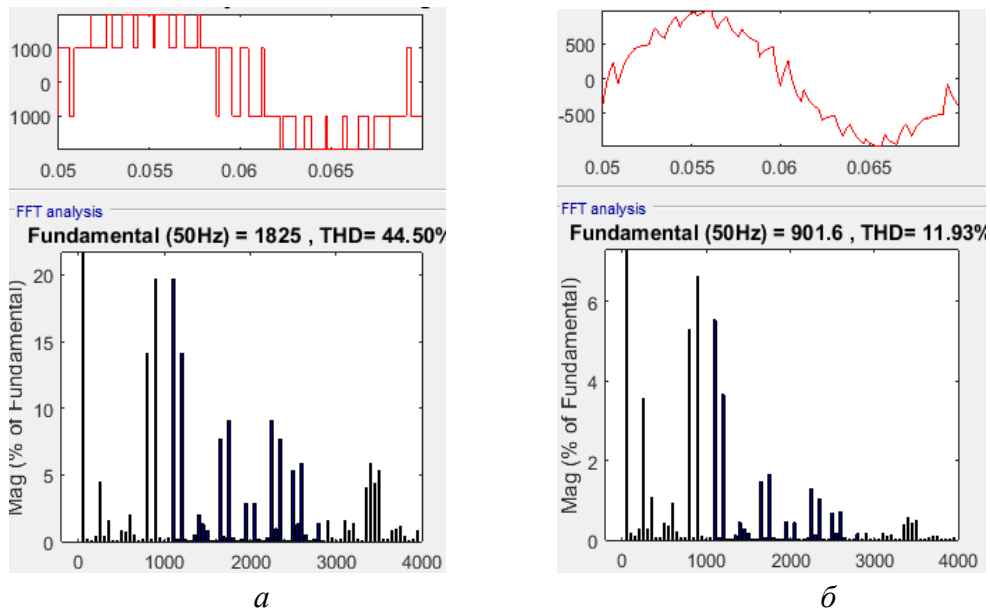 1000
0
1000
0.05 0.055 0.06 0.065
FFT analysis
Fundamental (50Hz) = 1825 , THD= 44.50%
Mag (% of Fundamental)
20
15
10
5
0
0 1000 2000 3000 4000
а
500
0
-500
0.05 0.055 0.06 0.065
FFT analysis
Fundamental (50Hz) = 901.6 , THD= 11.93%
Mag (% of Fundamental)
6
4
2
0
0 1000 2000 3000 4000
б